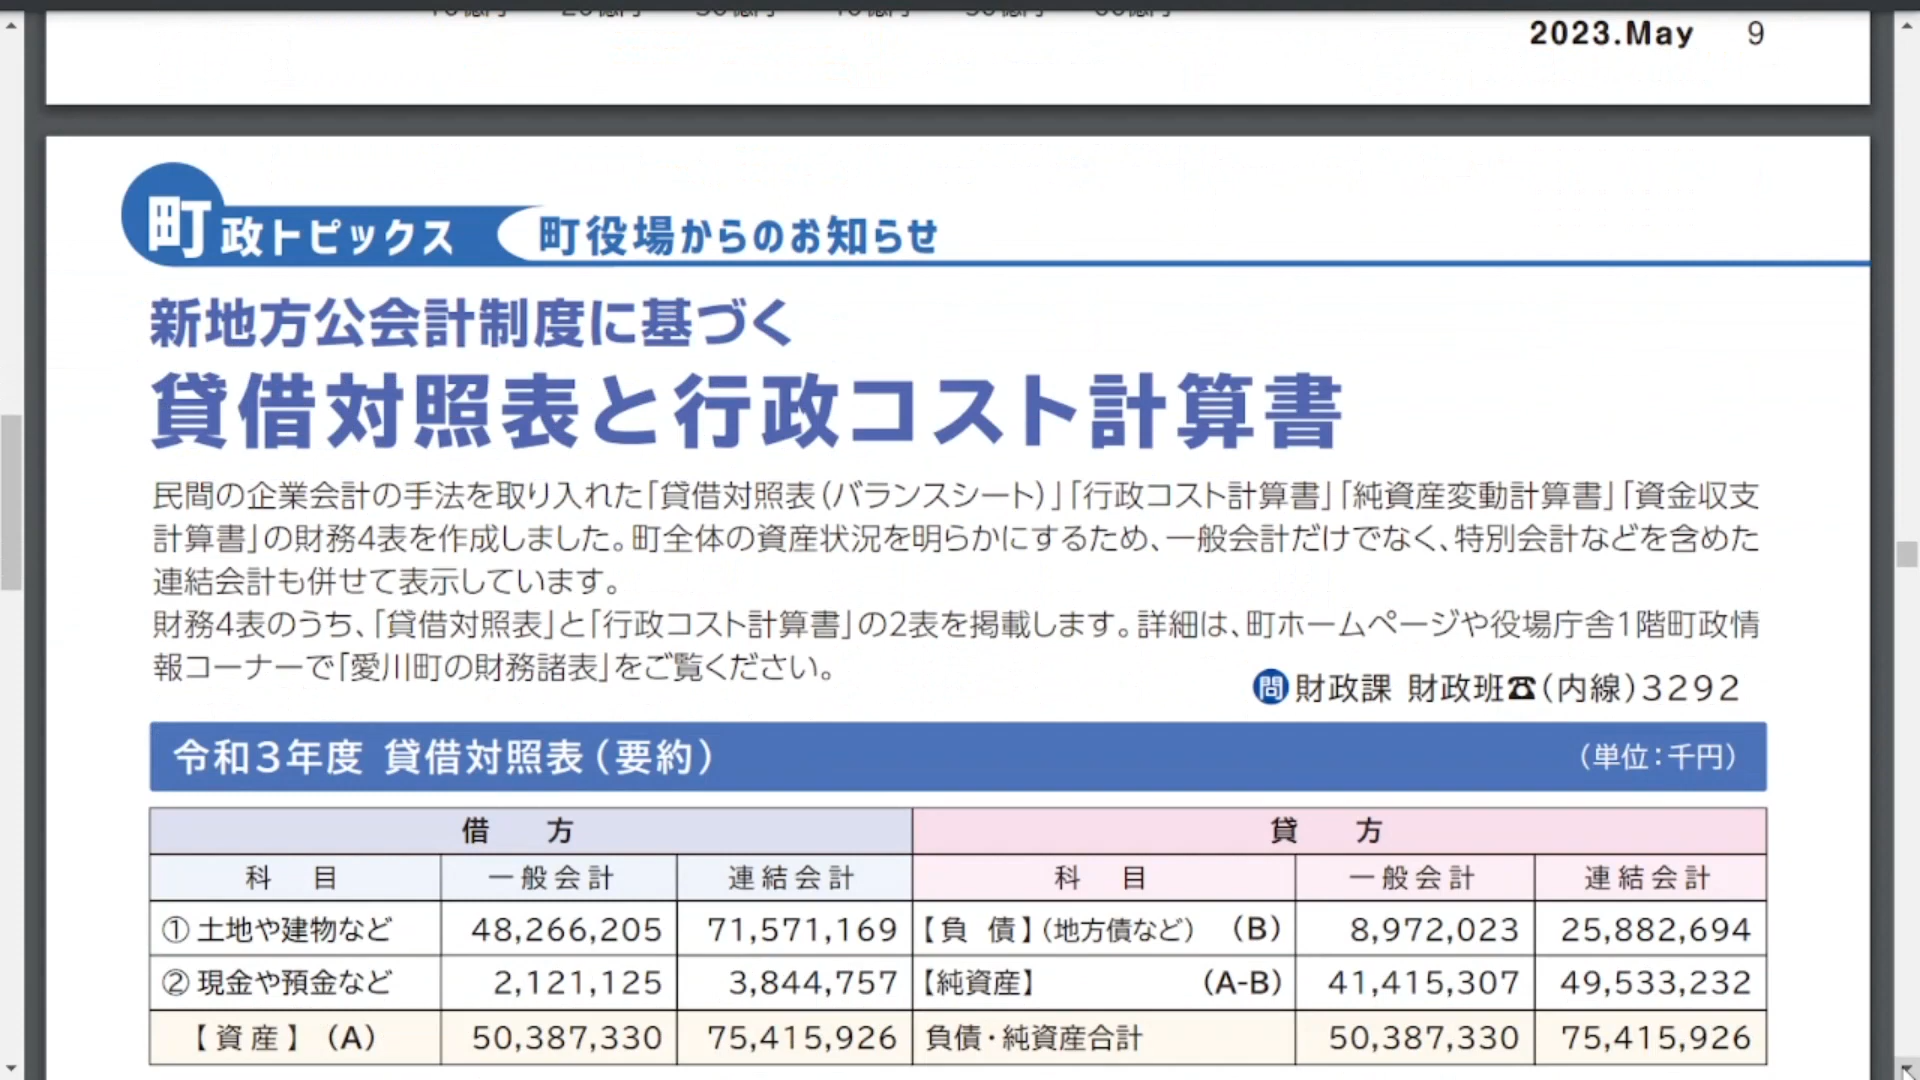 2023.May 9
町政トピックス 町役場からのお知らせ
新地方公会計制度に基づく
貸借対照表と行政コスト計算書
民間の企業会計の手法を取り入れた「貸借対照表(バランスシート)」「行政コスト計算書」「純資産変動計算書」「資金収支
計算書」の財務4表を作成しました。町全体の資産状況を明らかにするため、一般会計だけでなく、特別会計などを含めた
連結会計も併せて表示しています。
財務4表のうち、「貸借対照表」と「行政コスト計算書」の2表を掲載します。詳細は、町ホームページや役場庁舎1階町政情
報コーナーで「愛川町の財務諸表」をご覧ください。
問 財政課 財政班☎(内線)3292
令和3年度 貸借対照表(要約) (単位:千円)
借 方 貸 方
科 目 一般会計 連結会計 科 目 一般会計 連結会計
① 土地や建物など 48,266,205 71,571,169 【負 債】(地方債など) (B) 8,972,023 25,882,694
② 現金や預金など 2,121,125 3,844,757 【純資産】 (A-B) 41,415,307 49,533,232
【資産】(A) 50,387,330 75,415,926 負債・純資産合計 50,387,330 75,415,926